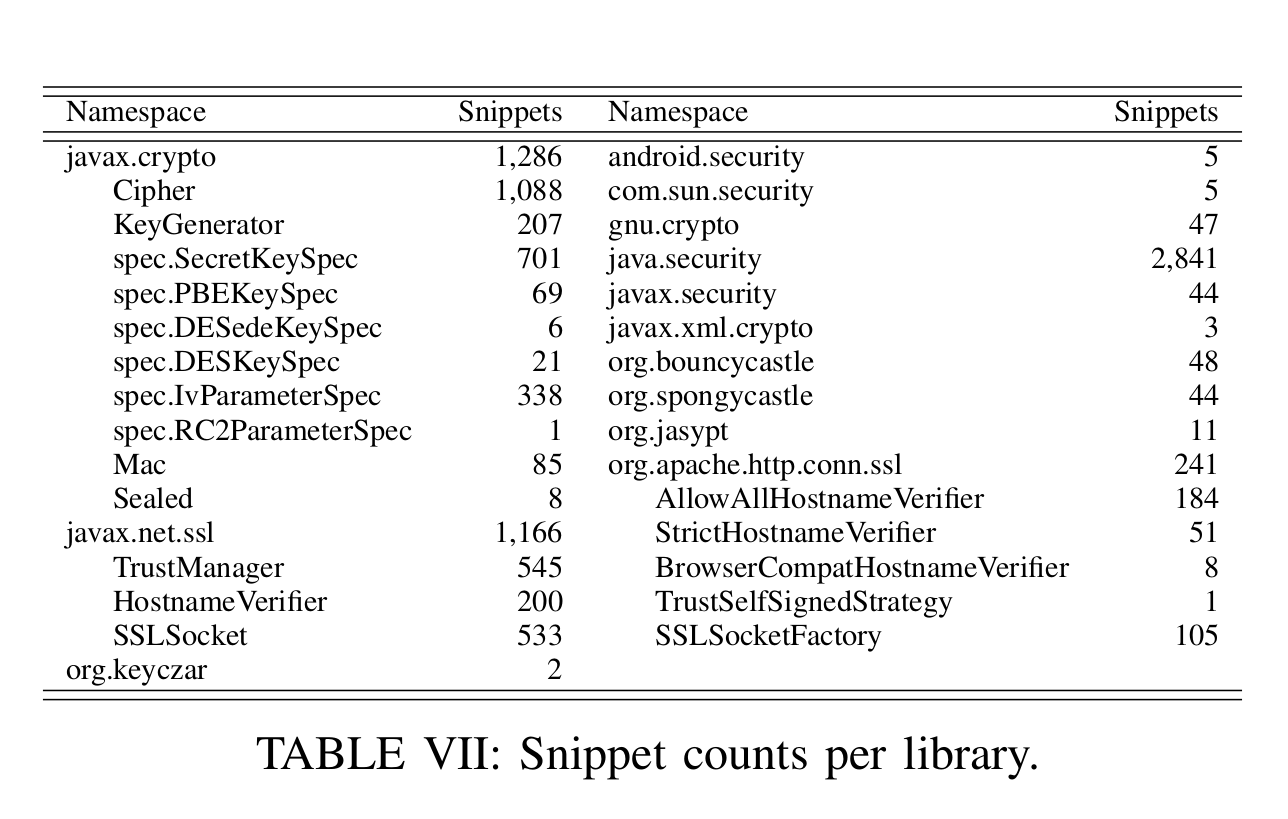 Namespace Snippets Namespace Snippets
javax.crypto 1,286 android.security 5
Cipher 1,088 com.sun.security 5
KeyGenerator 207 gnu.crypto 47
spec.SecretKeySpec 701 java.security 2,841
spec.PBEKeySpec 69 javax.security 44
spec.DESedeKeySpec 6 javax.xml.crypto 3
spec.DESKeySpec 21 org.bouncycastle 48
spec.IvParameterSpec 338 org.spongycastle 44
spec.RC2ParameterSpec 1 org.jasypt 11
Mac 85 org.apache.http.conn.ssl 241
Sealed 8 AllowAllHostnameVerifier 184
javax.net.ssl 1,166 StrictHostnameVerifier 51
TrustManager 545 BrowserCompatHostnameVerifier 8
HostnameVerifier 200 TrustSelfSignedStrategy 1
SSLSocket 533 SSLSocketFactory 105
org.keyczar 2
TABLE VII: Snippet counts per library.